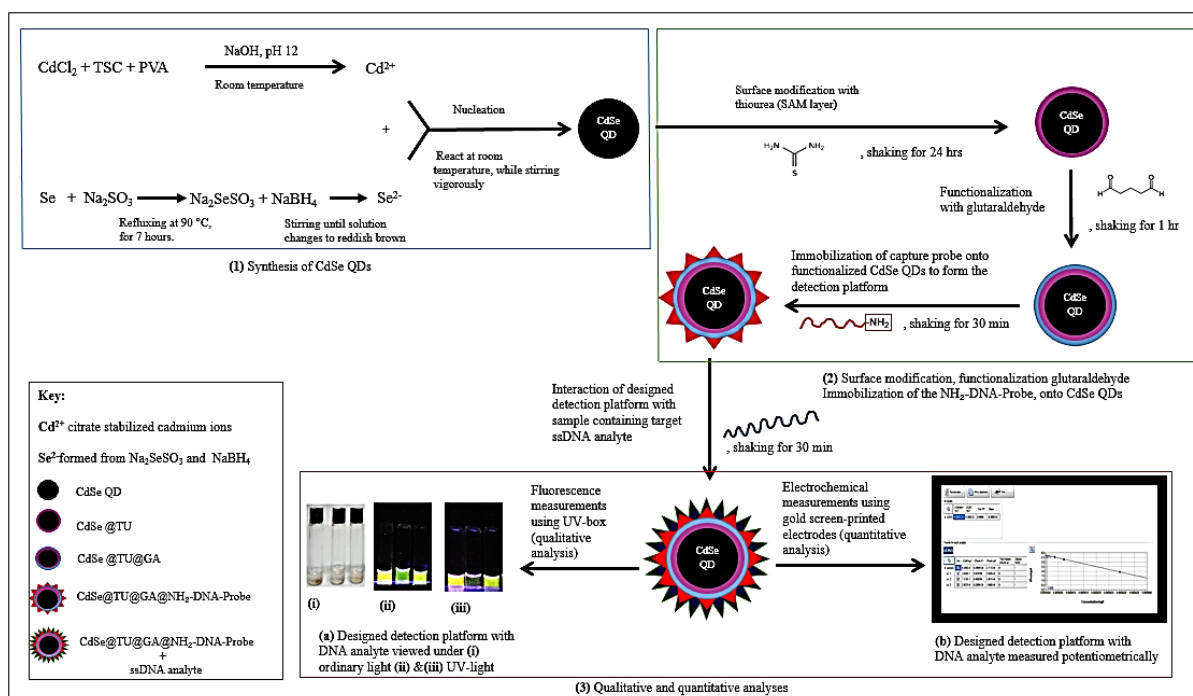 NaOH, pH 12
CdCl₂ + TSC + PVA
Cd²⁺
Room temperature
+
Nucleation
React at room
temperature, while stirring
vigorously
CdSe
QD
Se + Na₂SO₃
Na₂SeSO₃ + NaBH₄
Se²⁻
Refluxing at 90 °C,
for 7 hours.
Stirring until solution
changes to reddish brown
(1) Synthesis of CdSe QDs
Surface modification with
thiourea (SAM layer)
H₂N
NH₂
S
, shaking for 24 hrs
CdSe
QD
Functionalization
with glutaraldehyde
O
O
H
H
, shaking for 1 hr
CdSe
QD
Immobilization of capture probe onto
functionalized CdSe QDs to form the
detection platform
-NH₂
, shaking for 30 min
CdSe
QD
(2) Surface modification, functionalization glutaraldehyde
Immobilization of the NH₂-DNA-Probe, onto CdSe QDs
Interaction of designed
detection platform with
sample containing target
ssDNA analyte
, shaking for 30 min
Key:
Cd²⁺ citrate stabilized cadmium ions
Se²⁻formed from Na₂SeSO₃ and NaBH₄
CdSe QD
CdSe @TU
CdSe @TU@GA
CdSe@TU@GA@NH₂-DNA-Probe
CdSe@TU@GA@NH₂-DNA-Probe
+
ssDNA analyte
Fluorescence
measurements
using UV-box
(qualitative
analysis)
CdSe
QD
Electrochemical
measurements using
gold screen-printed
electrodes (quantitative
analysis)
(i)
(ii)
(iii)
(a) Designed detection platform with
DNA analyte viewed under (i)
ordinary light (ii) &(iii) UV-light
(b) Designed detection platform with
DNA analyte measured potentiometrically
(3) Qualitative and quantitative analyses